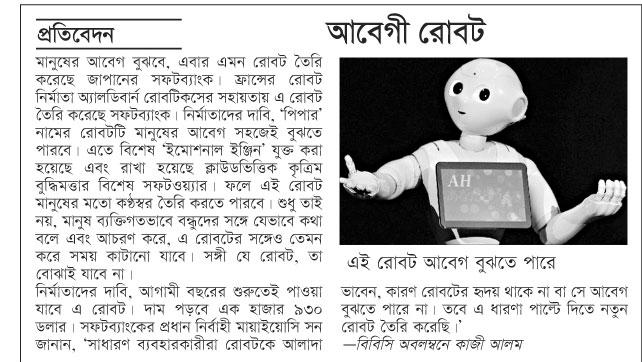 প্রতিবেদন
আবেগী রোবট
মানুষের আবেগ বুঝবে, এবার এমন রোবট তৈরি
করেছে জাপানের সফটব্যাংক। ফ্রান্সের রোবট
নির্মাতা অ্যালডিবার্ন রোবটিকসের সহায়তায় এ রোবট
তৈরি করেছে সফটব্যাংক। নির্মাতাদের দাবি, ‘পিপার’
নামের রোবটটি মানুষের আবেগ সহজেই বুঝতে
পারবে। এতে বিশেষ ‘ইমোশনাল ইঞ্জিন’ যুক্ত করা
হয়েছে এবং রাখা হয়েছে ক্লাউডভিত্তিক কৃত্রিম
বুদ্ধিমত্তার বিশেষ সফটওয়্যার। ফলে এই রোবট
মানুষের মতো কণ্ঠস্বর তৈরি করতে পারবে। শুধু তাই
নয়, মানুষ ব্যক্তিগতভাবে বন্ধুদের সঙ্গে যেভাবে কথা
বলে এবং আচরণ করে, এ রোবটের সঙ্গেও তেমন
করে সময় কাটানো যাবে। সঙ্গী যে রোবট, তা
বোঝাই যাবে না।
নির্মাতাদের দাবি, আগামী বছরের শুরুতেই পাওয়া
যাবে এ রোবট। দাম পড়বে এক হাজার ৯৩০
ডলার। সফটব্যাংকের প্রধান নির্বাহী মায়াইয়োসি সন
জানান, ‘সাধারণ ব্যবহারকারীরা রোবটকে আলাদা
AH
এই রোবট আবেগ বুঝতে পারে
ভাবেন, কারণ রোবটের হৃদয় থাকে না বা সে আবেগ
বুঝতে পারে না। তবে এ ধারণা পাল্টে দিতে নতুন
রোবট তৈরি করেছি।’
—বিবিসি অবলম্বনে কাজী আলম